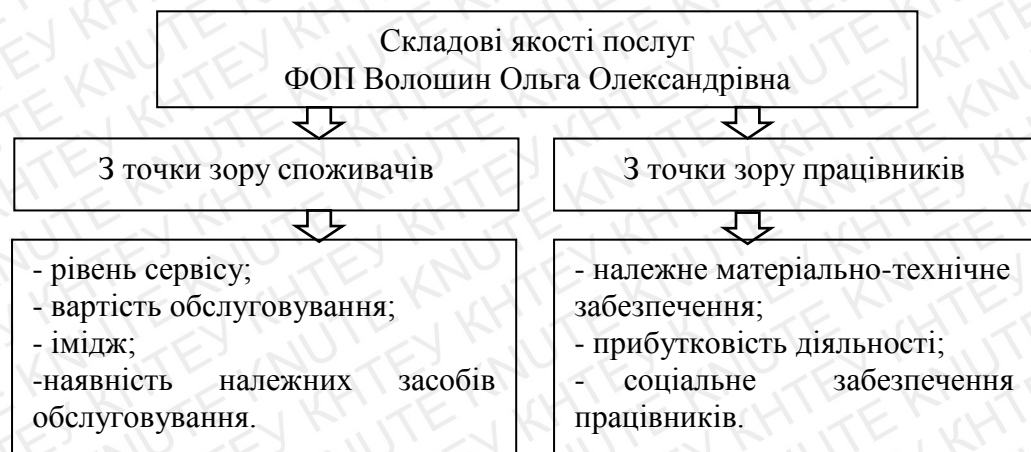 Складові якості послуг
ФОП Волошин Ольга Олександрівна
З точки зору споживачів
З точки зору працівників
- рівень сервісу;
- вартість обслуговування;
- імідж;
-наявність належних засобів
обслуговування.
- належне матеріально-технічне
забезпечення;
- прибутковість діяльності;
- соціальне забезпечення
працівників.